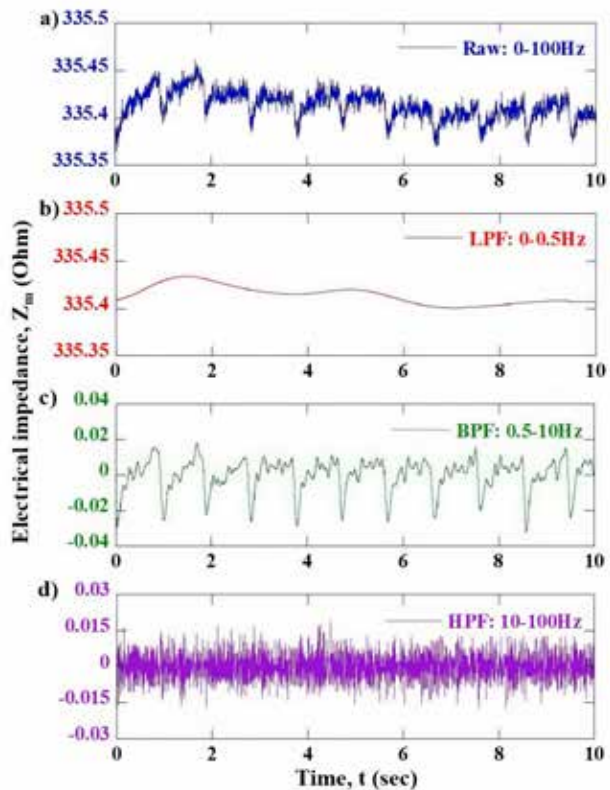 a) 335.5
335.45
335.4
335.35
Raw: 0-100Hz
0 2 4 6 8 10
b) 335.5
335.45
335.4
335.35
LPF: 0-0.5Hz
0 2 4 6 8 10
c) 0.04
0.02
0
-0.02
-0.04
BPF: 0.5-10Hz
0 2 4 6 8 10
d) 0.03
0.015
0
-0.015
-0.03
HPF: 10-100Hz
0 2 4 6 8 10
Time, t (sec)
Electrical impedance, Zm (Ohm)